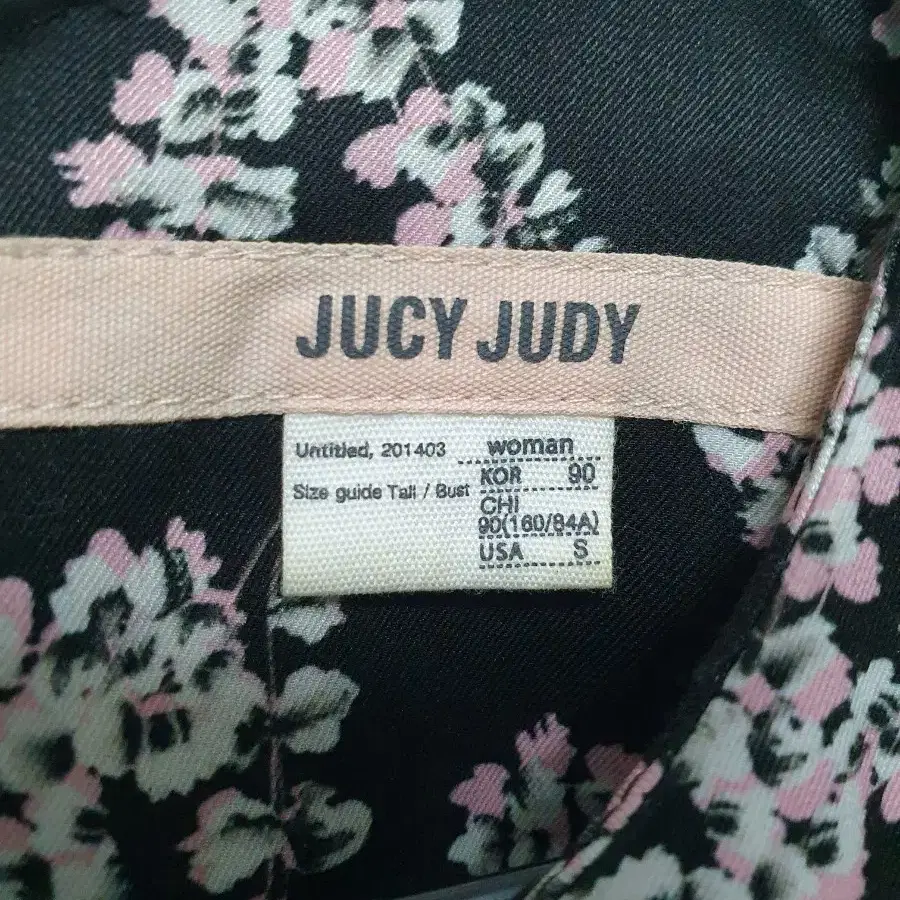 JUCY JUDY
Untitled, 201403
Size guide Tall / Bust
woman
KOR 90
CHI
90(160/84A)
USA S